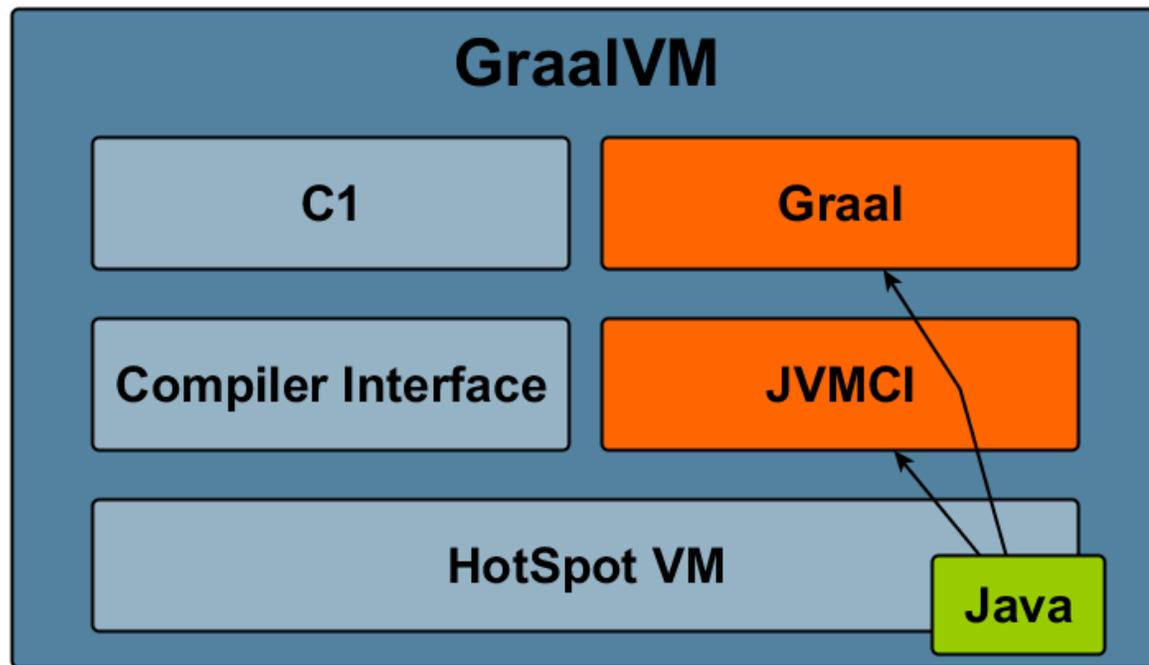 GraalVM
C1
Graal
Compiler Interface
JVMCI
HotSpot VM
Java